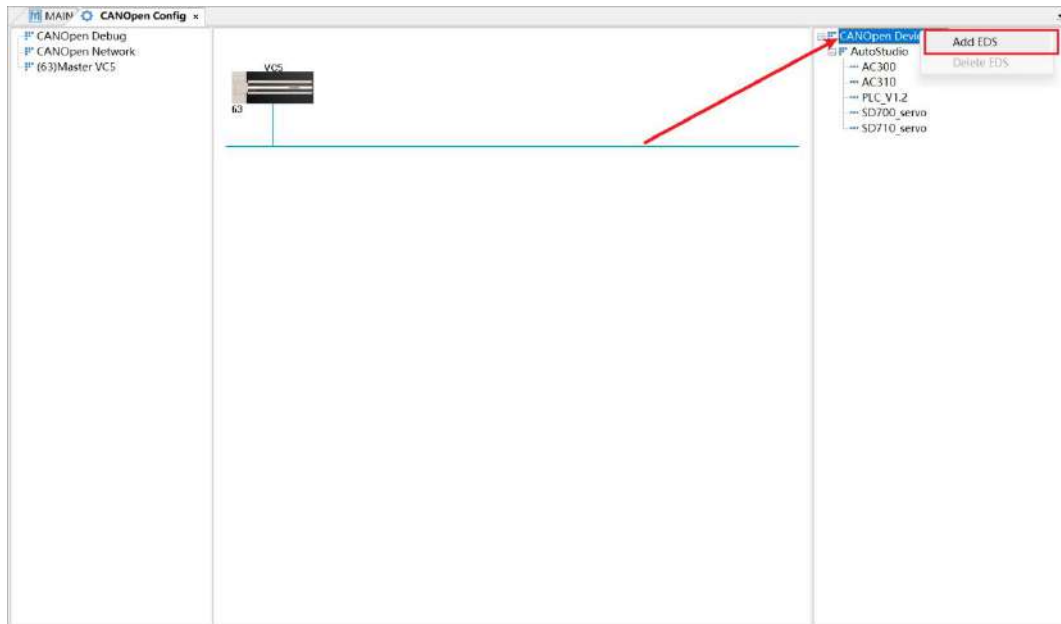 MAIN CANOpen Config ×
CANOpen Debug
CANOpen Network
(63)Master VC5
VC5
63
CANOpen Devi
Add EDS
Delete EDS
AutoStudio
AC300
AC310
PLC_V1.2
SD700_servo
SD710_servo